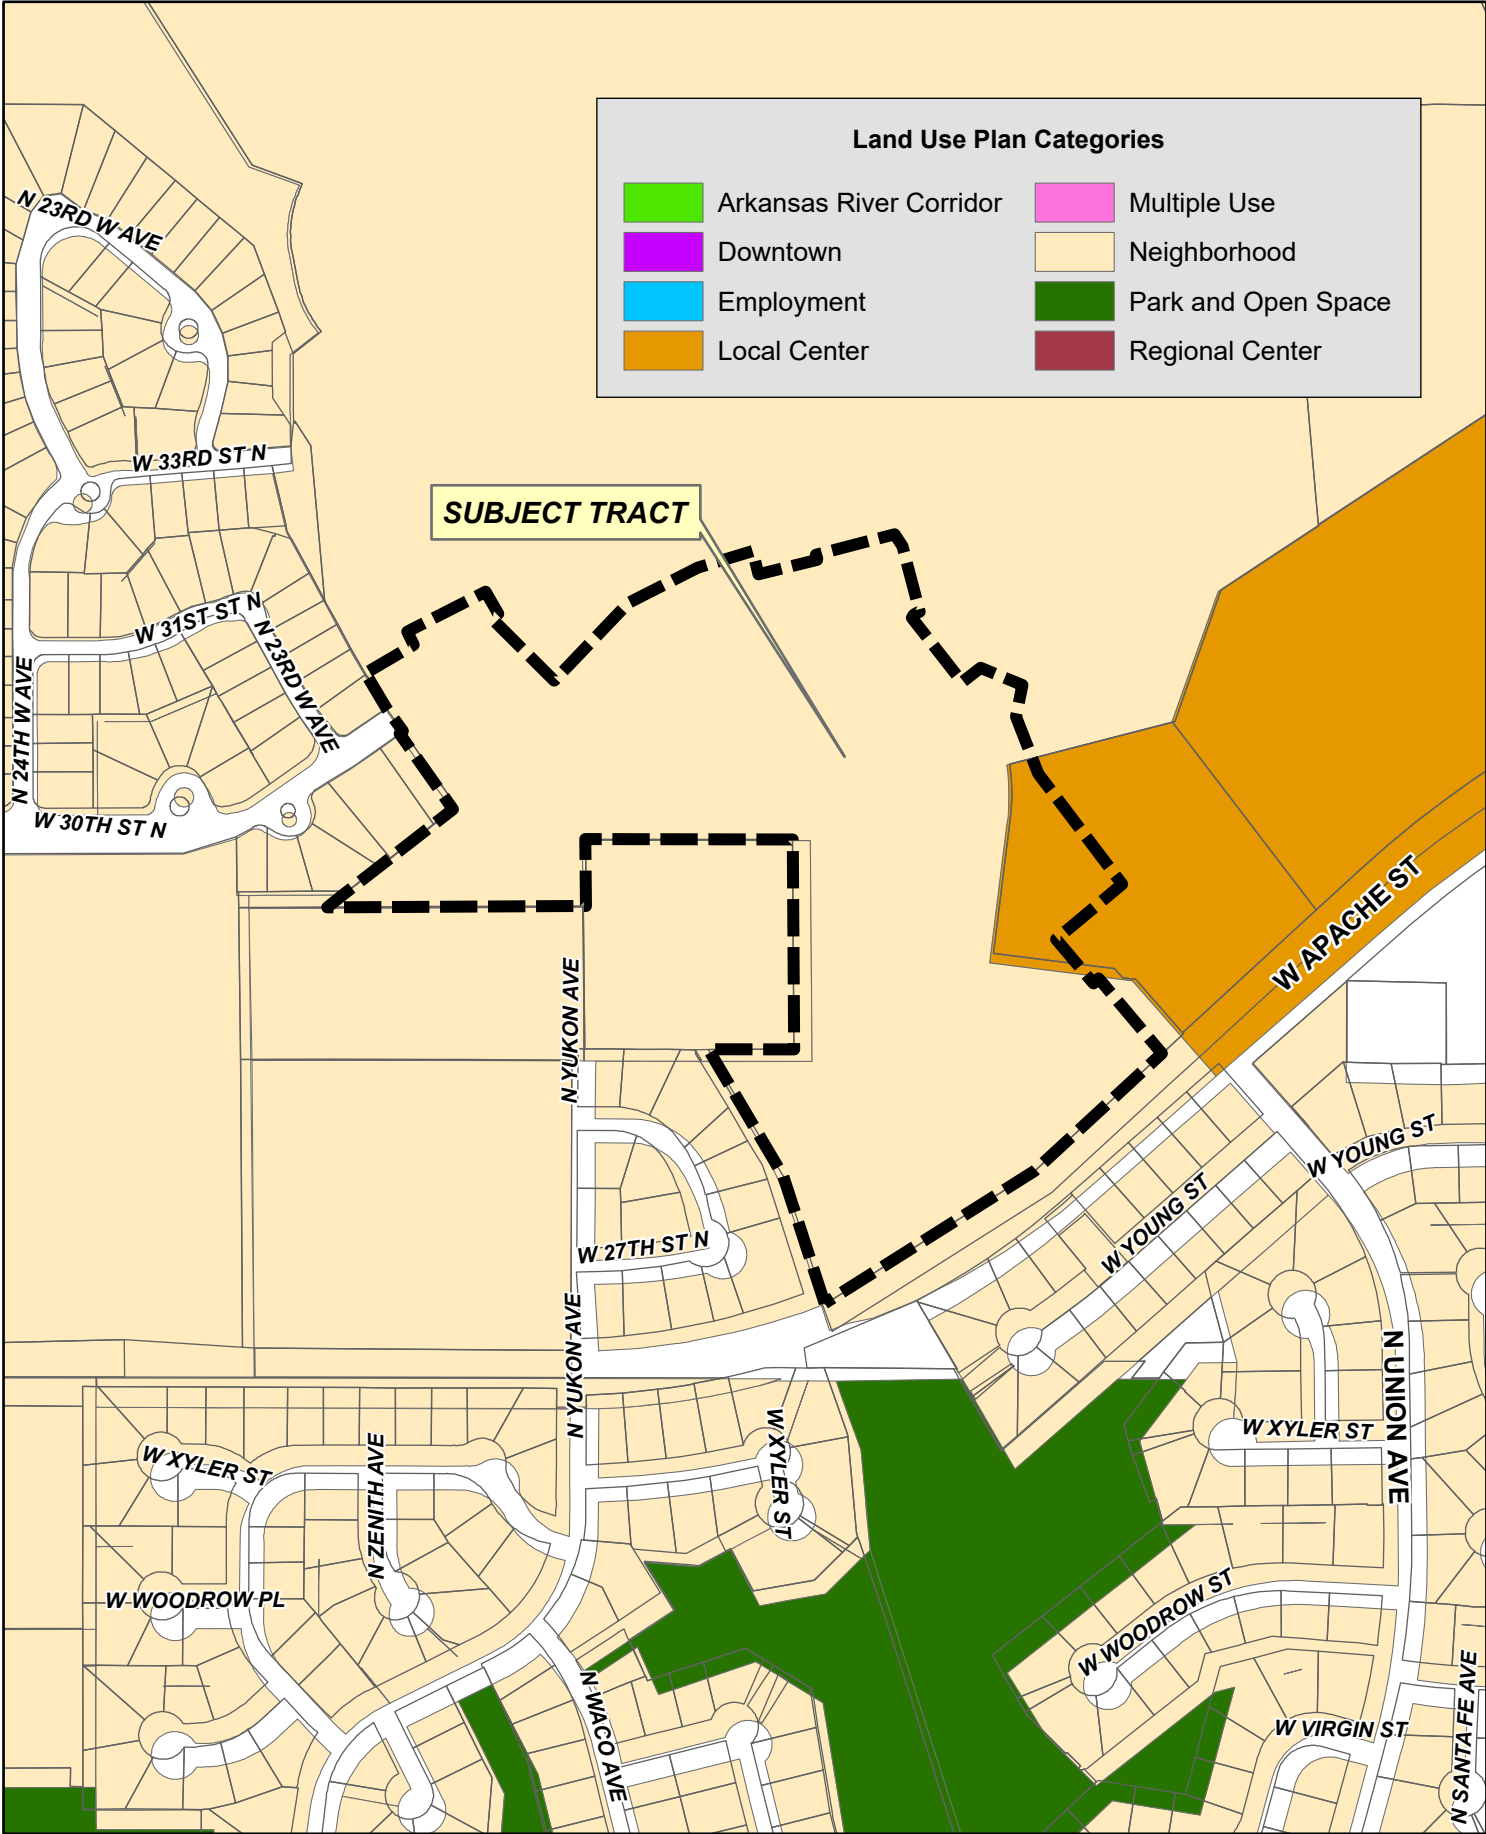 Land Use Plan Categories
Arkansas River Corridor
Multiple Use
Downtown
Neighborhood
Employment
Park and Open Space
Local Center
Regional Center
N 23RD W AVE
W 33RD ST N
SUBJECT TRACT
W 31ST ST N
N 23RD W AVE
N 24TH W AVE
W 30TH ST N
W APACHE ST
N YUKON AVE
W YOUNG ST
W YOUNG ST
W 27TH ST N
N YUKON AVE
N UNION AVE
W XYLER ST
W XYLER ST
W XYLER ST
N ZENITH AVE
W WOODROW PL
W WOODROW ST
N WACO AVE
W VIRGIN ST
N SANTA FE AVE